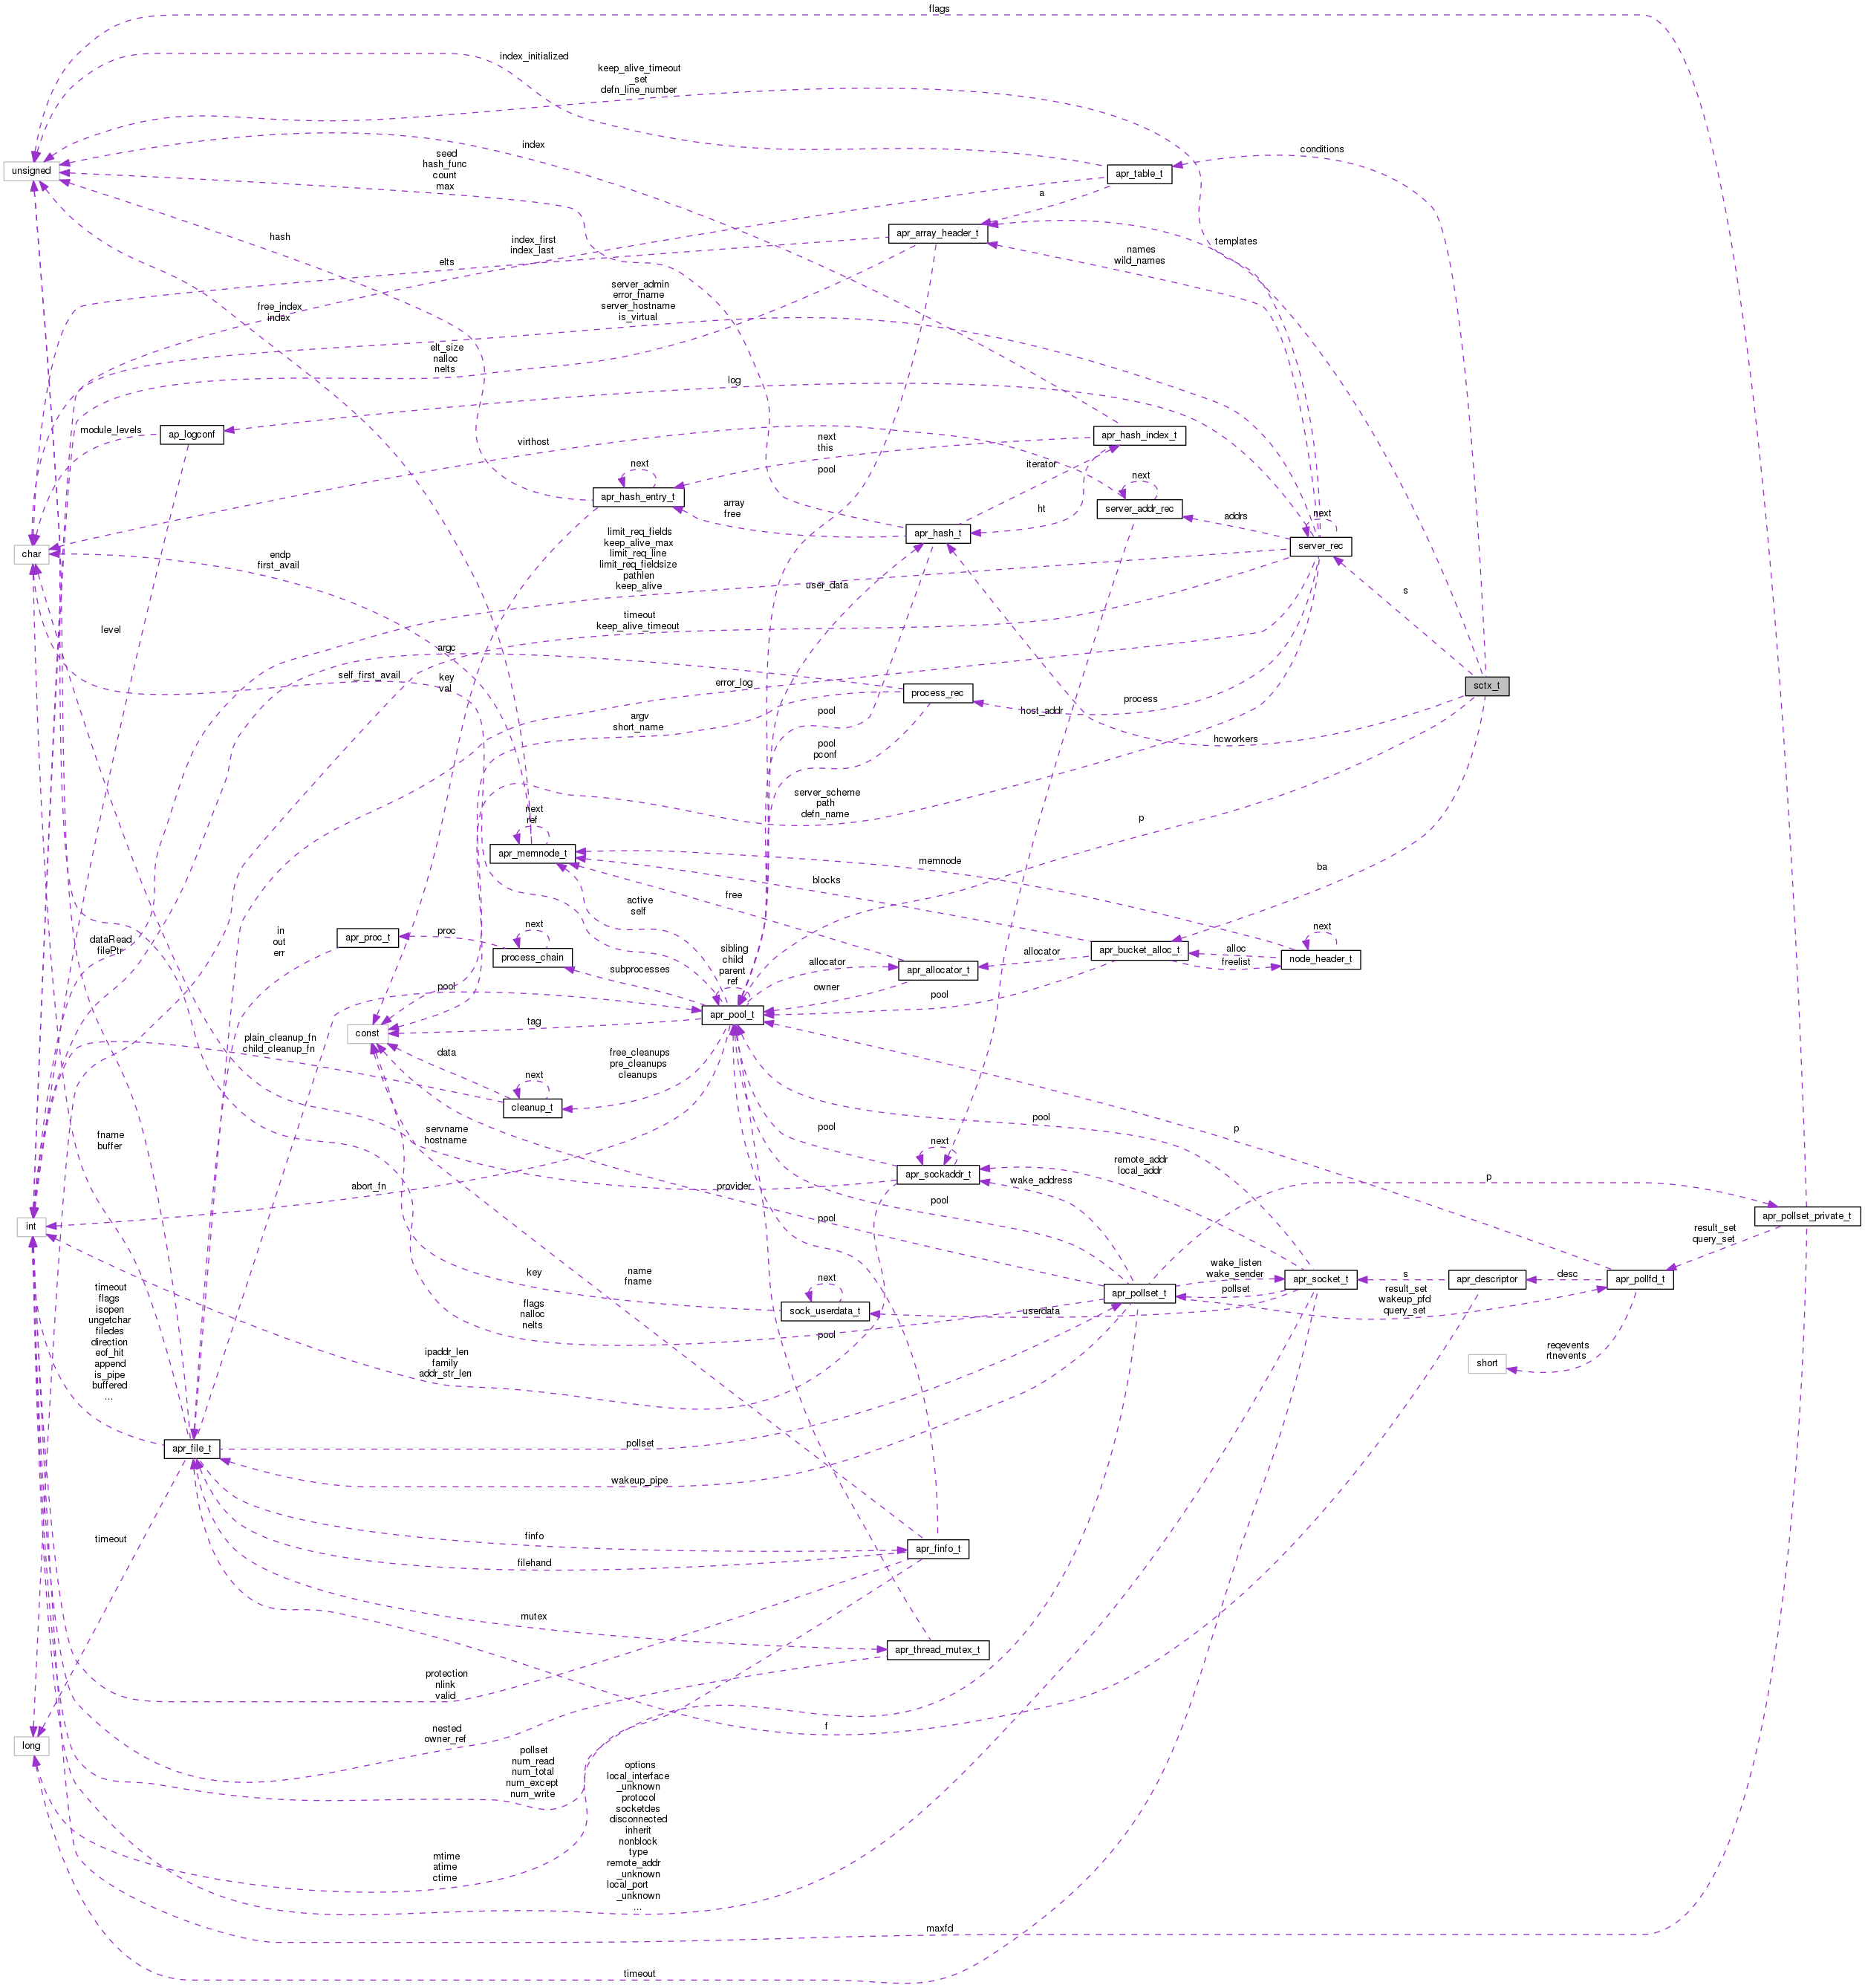 flags
index_initialized
keep_alive_timeout
_set
defn_line_number
index
conditions
seed
hash_func
count
max
unsigned
apr_table_t
a
apr_array_header_t
hash
index_first
index_last
elts
names
wild_names
templates
server_admin
error_fname
server_hostname
is_virtual
free_index
index
elt_size
nalloc
nelts
log
module_levels
ap_logconf
virthost
next
this
apr_hash_index_t
pool
iterator
next
apr_hash_entry_t
next
server_addr_rec
array
free
ht
addrs
next
apr_hash_t
server_rec
char
endp
first_avail
limit_req_fields
keep_alive_max
limit_req_line
limit_req_fieldsize
pathlen
keep_alive
user_data
s
level
timeout
keep_alive_timeout
argc
self_first_avail
key
val
error_log
process_rec
sctx_t
process
host_addr
argv
short_name
pool
hcworkers
pool
pconf
server_scheme
path
defn_name
p
next
ref
apr_memnode_t
memnode
ba
blocks
free
active
self
in
out
err
apr_proc_t
proc
next
process_chain
dataRead
filePtr
sibling
child
parent
ref
apr_bucket_alloc_t
alloc
freelist
next
node_header_t
allocator
allocator
apr_allocator_t
subprocesses
pool
owner
pool
apr_pool_t
tag
const
plain_cleanup_fn
child_cleanup_fn
data
free_cleanups
pre_cleanups
cleanups
next
cleanup_t
fname
buffer
servname
hostname
pool
pool
p
next
apr_sockaddr_t
remote_addr
local_addr
wake_address
abort_fn
provider
p
pool
int
pool
apr_pollset_private_t
result_set
query_set
wake_listen
wake_sender
apr_socket_t
s
apr_descriptor
desc
apr_pollfd_t
key
name
fname
next
sock_userdata_t
apr_pollset_t
pollset
result_set
wakeup_pfd
query_set
userdata
timeout
flags
isopen
ungetchar
filedes
direction
eof_hit
append
is_pipe
buffered
...
flags
nalloc
nelts
pool
ipaddr_len
family
addr_str_len
reqevents
rtnevents
short
apr_file_t
pollset
wakeup_pipe
timeout
finfo
apr_finfo_t
filehand
mutex
apr_thread_mutex_t
protection
nlink
valid
f
nested
owner_ref
long
pollset
num_read
num_total
num_except
num_write
options
local_interface
_unknown
protocol
socketdes
disconnected
inherit
nonblock
type
remote_addr
_unknown
local_port
_unknown
...
mtime
atime
ctime
maxfd
timeout